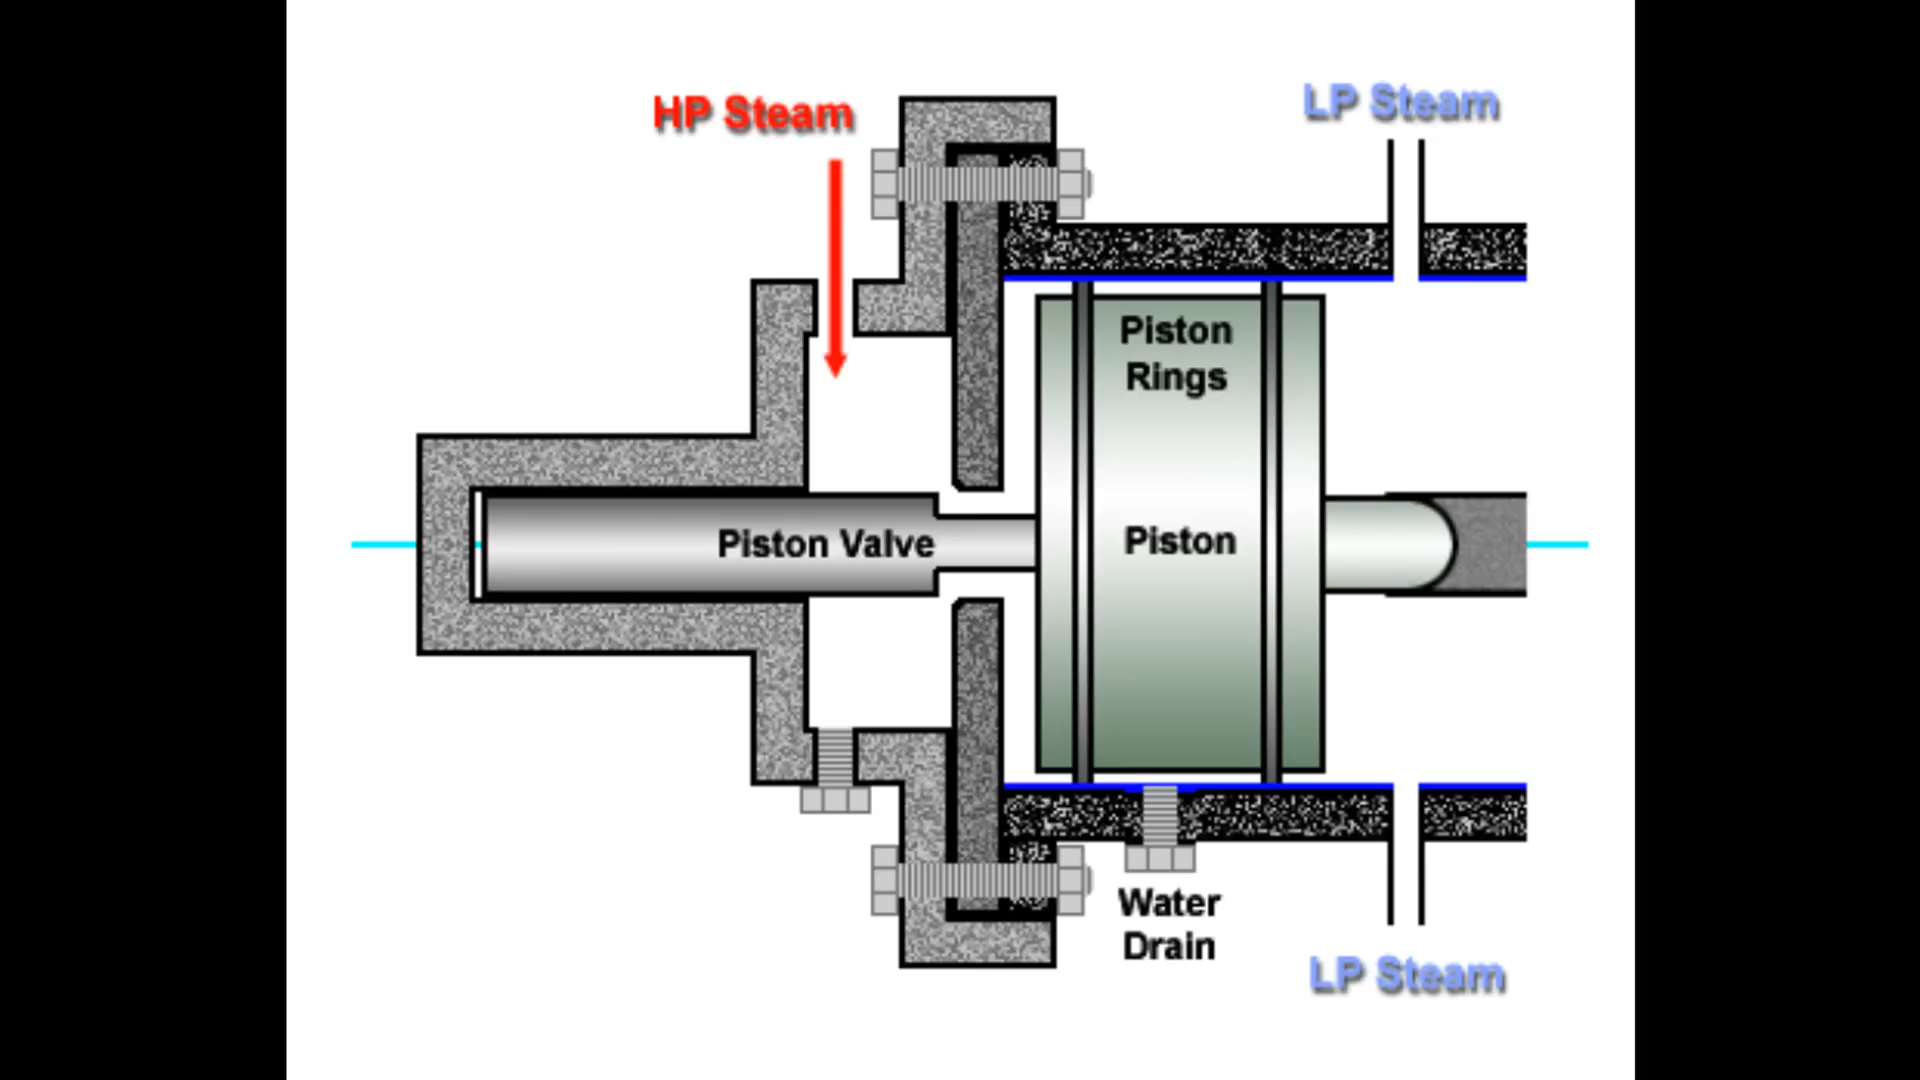 HP Steam
LP Steam
Piston
Rings
Piston Valve
Piston
Water
Drain
LP Steam